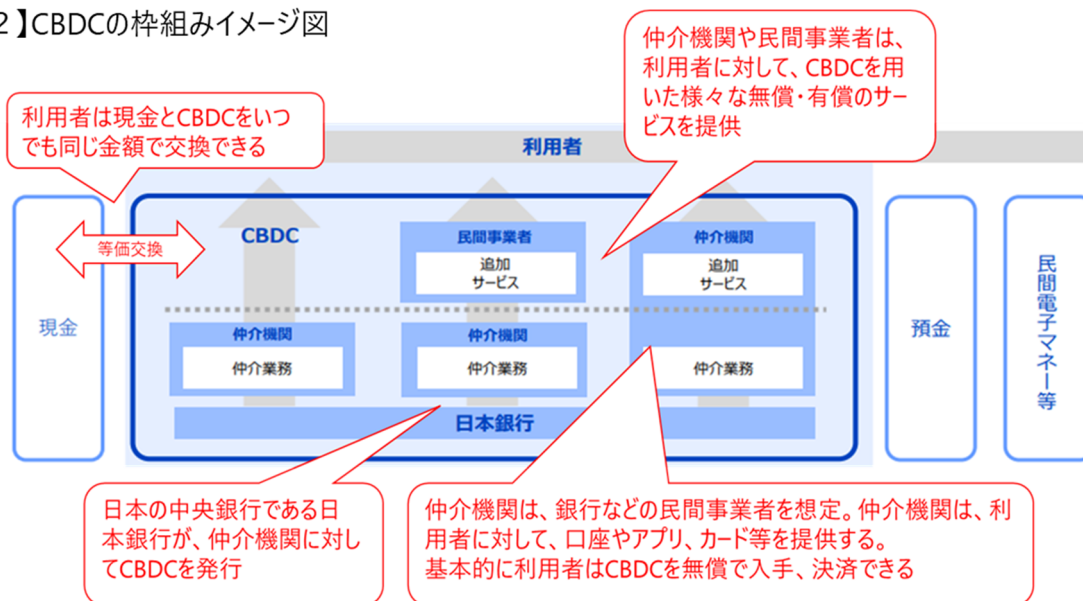 2】CBDCの枠組みイメージ図
仲介機関や民間事業者は、
利用者に対して、CBDCを用
いた様々な無償・有償のサー
ビスを提供
利用者は現金とCBDCをいつ
でも同じ金額で交換できる
利用者
現金
等価交換
CBDC
民間事業者
追加
サービス
仲介機関
追加
サービス
仲介機関
仲介業務
仲介機関
仲介業務
仲介業務
日本銀行
預金
民間電子マネー等
日本の中央銀行である日
本銀行が、仲介機関に対し
てCBDCを発行
仲介機関は、銀行などの民間事業者を想定。仲介機関は、利
用者に対して、口座やアプリ、カード等を提供する。
基本的に利用者はCBDCを無償で入手、決済できる